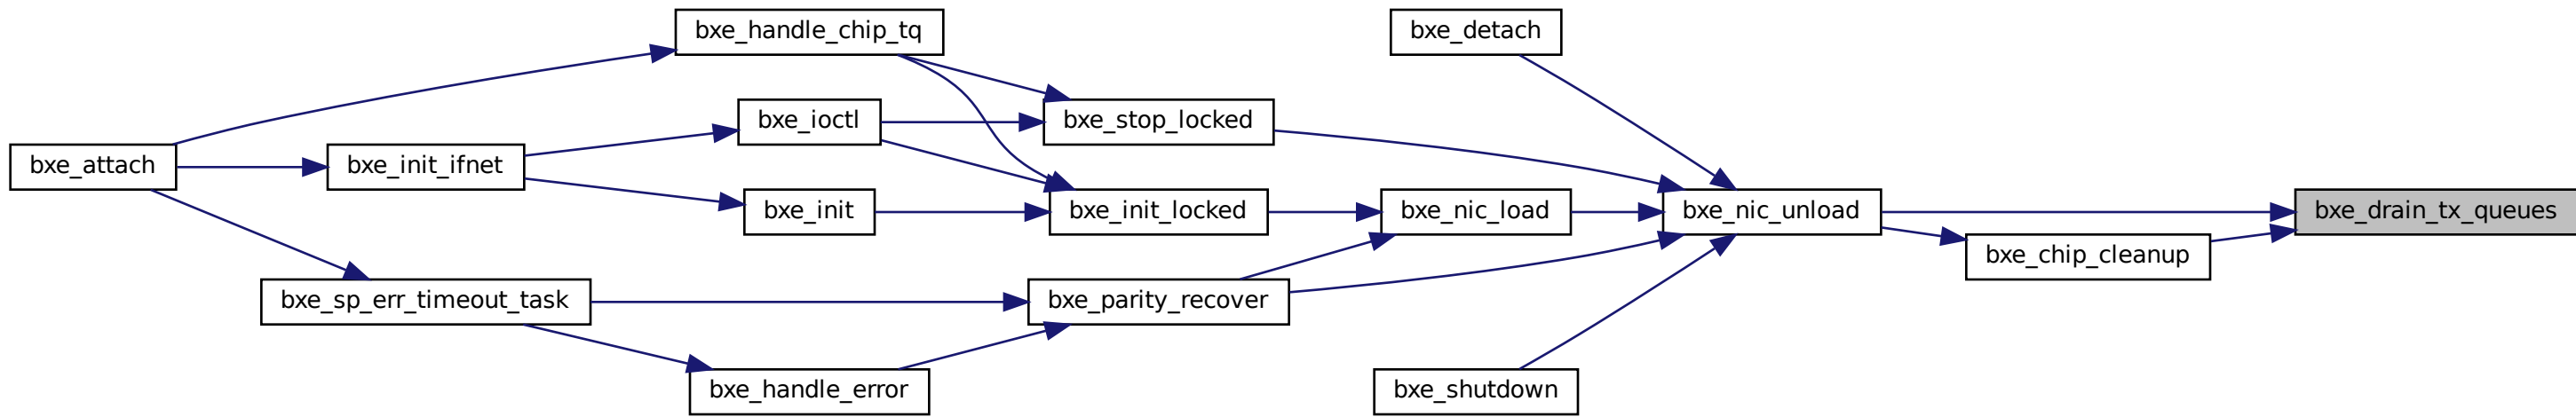 bxe_handle_chip_tq
bxe_detach
bxe_ioctl
bxe_stop_locked
bxe_attach
bxe_init_ifnet
bxe_init
bxe_init_locked
bxe_nic_load
bxe_nic_unload
bxe_drain_tx_queues
bxe_chip_cleanup
bxe_sp_err_timeout_task
bxe_parity_recover
bxe_handle_error
bxe_shutdown